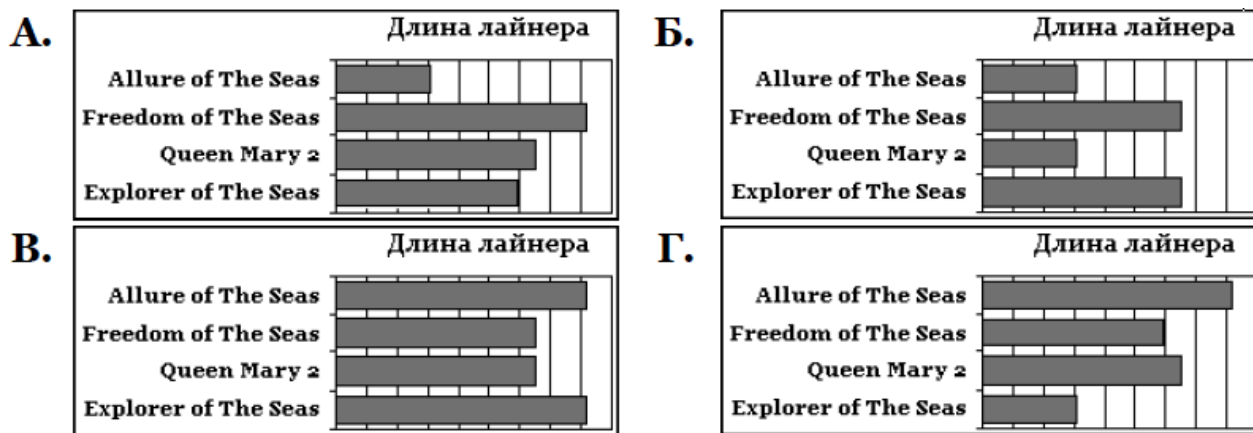 А.
Длина лайнера
Allure of The Seas
Freedom of The Seas
Queen Mary 2
Explorer of The Seas
Б.
Длина лайнера
Allure of The Seas
Freedom of The Seas
Queen Mary 2
Explorer of The Seas
В.
Длина лайнера
Allure of The Seas
Freedom of The Seas
Queen Mary 2
Explorer of The Seas
Г.
Длина лайнера
Allure of The Seas
Freedom of The Seas
Queen Mary 2
Explorer of The Seas